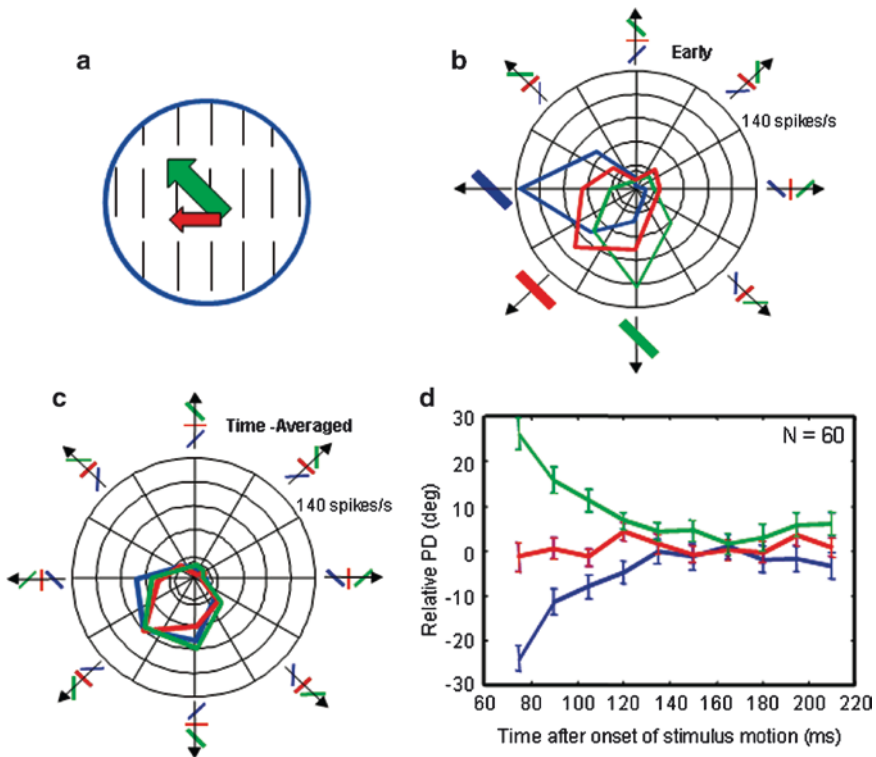 a
b
Early
140 spikes/s
c
Time -Averaged
140 spikes/s
d
N = 60
Relative PD (deg)
30
20
10
0
-10
-20
-30
60 80 100 120 140 160 180 200 220
Time after onset of stimulus motion (ms)